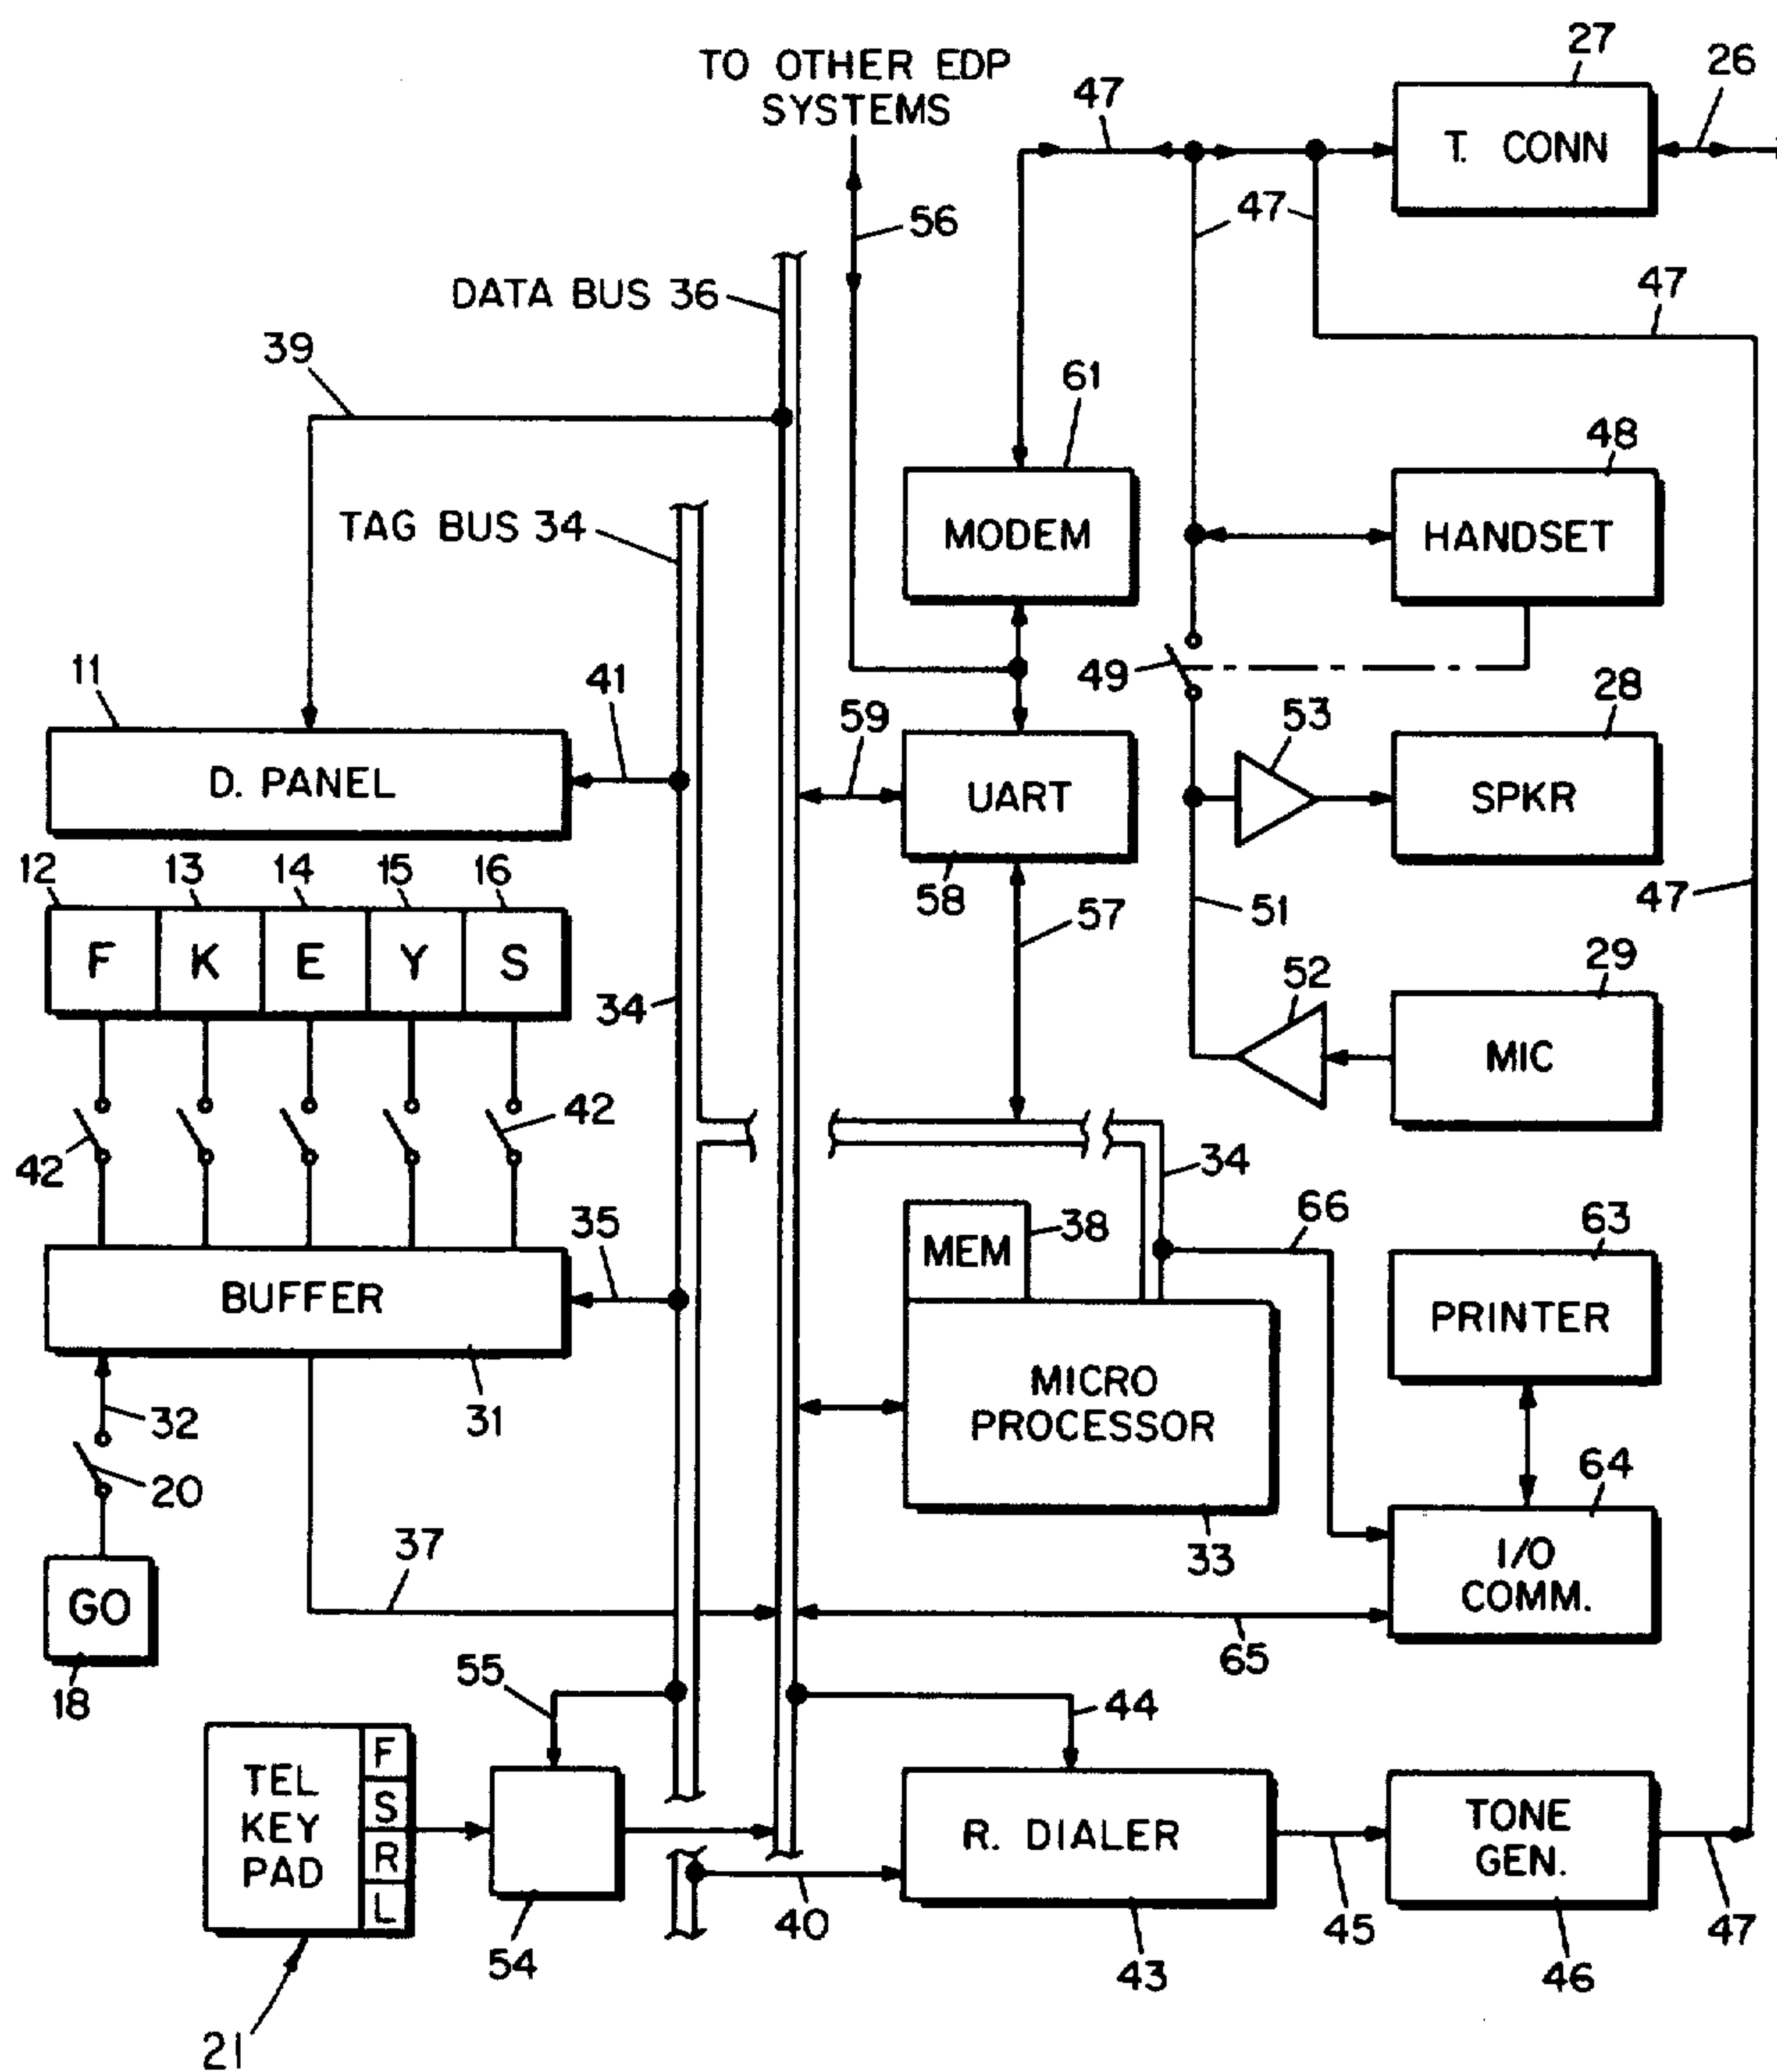 27
26
TO OTHER EDP
SYSTEMS
47
T. CONN
56
47
DATA BUS 36
47
39
61
48
TAG BUS 34
MODEM
HANDSET
11
41
49
28
59
53
D. PANEL
UART
SPKR
12
13
14
15
16
58
57
51
47
F
K
E
Y
S
29
34
52
MIC
42
42
34
35
66
63
MEM
38
BUFFER
PRINTER
MICRO
PROCESSOR
32
31
64
20
37
33
I/O
COMM.
GO
65
18
55
44
TEL
KEY
PAD
F
S
R
L
R. DIALER
TONE
GEN.
40
45
47
54
43
46
21